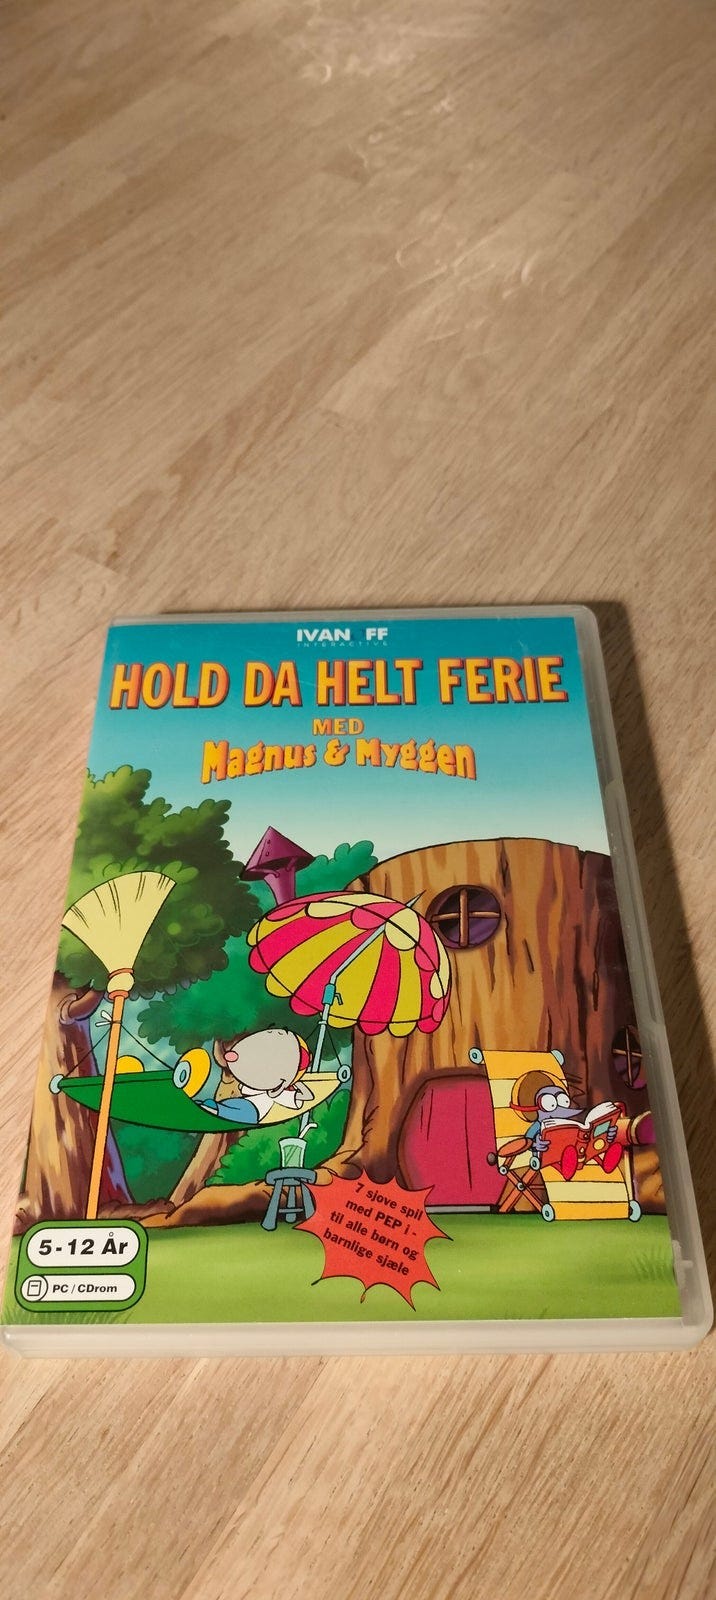 IVANOFF
INTERACTIVE
HOLD DA HELT FERIE
MED
Magnus & Myggen
7 sjove spil
med PEP i -
til alle børn og
barnlige sjæle
5-12 År
PC / CDrom